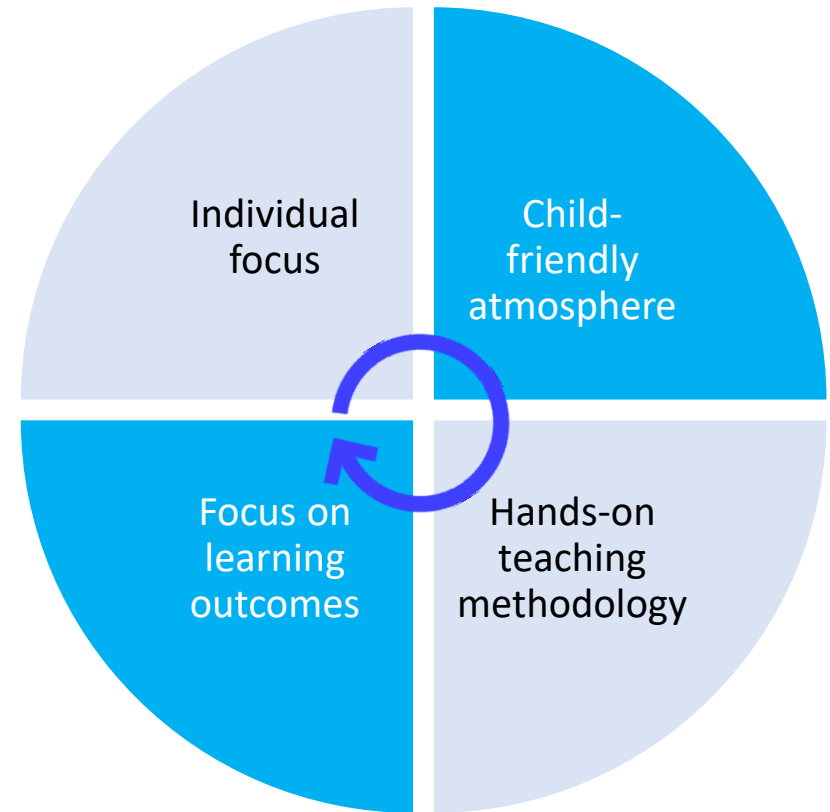 Individual
focus
Child-
friendly
atmosphere
Focus on
learning
outcomes
Hands-on
teaching
methodology